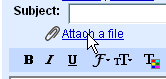 Subject:
Attach a file
B I U F T T